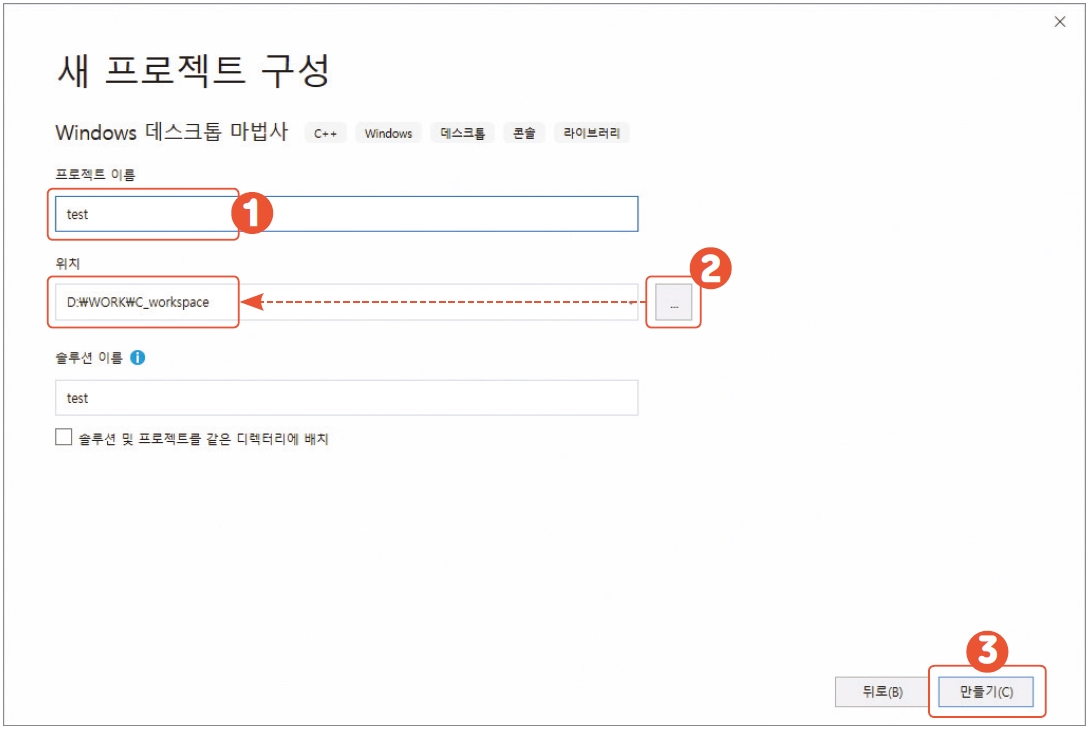 새 프로젝트 구성
Windows 데스크톱 마법사 C++ Windows 데스크톱 콘솔 라이브러리
프로젝트 이름
test 1
위치
2
D:₩WORK₩C_workspace ...
솔루션 이름 i
test
솔루션 및 프로젝트를 같은 디렉터리에 배치
3
뒤로(B) 만들기(C)